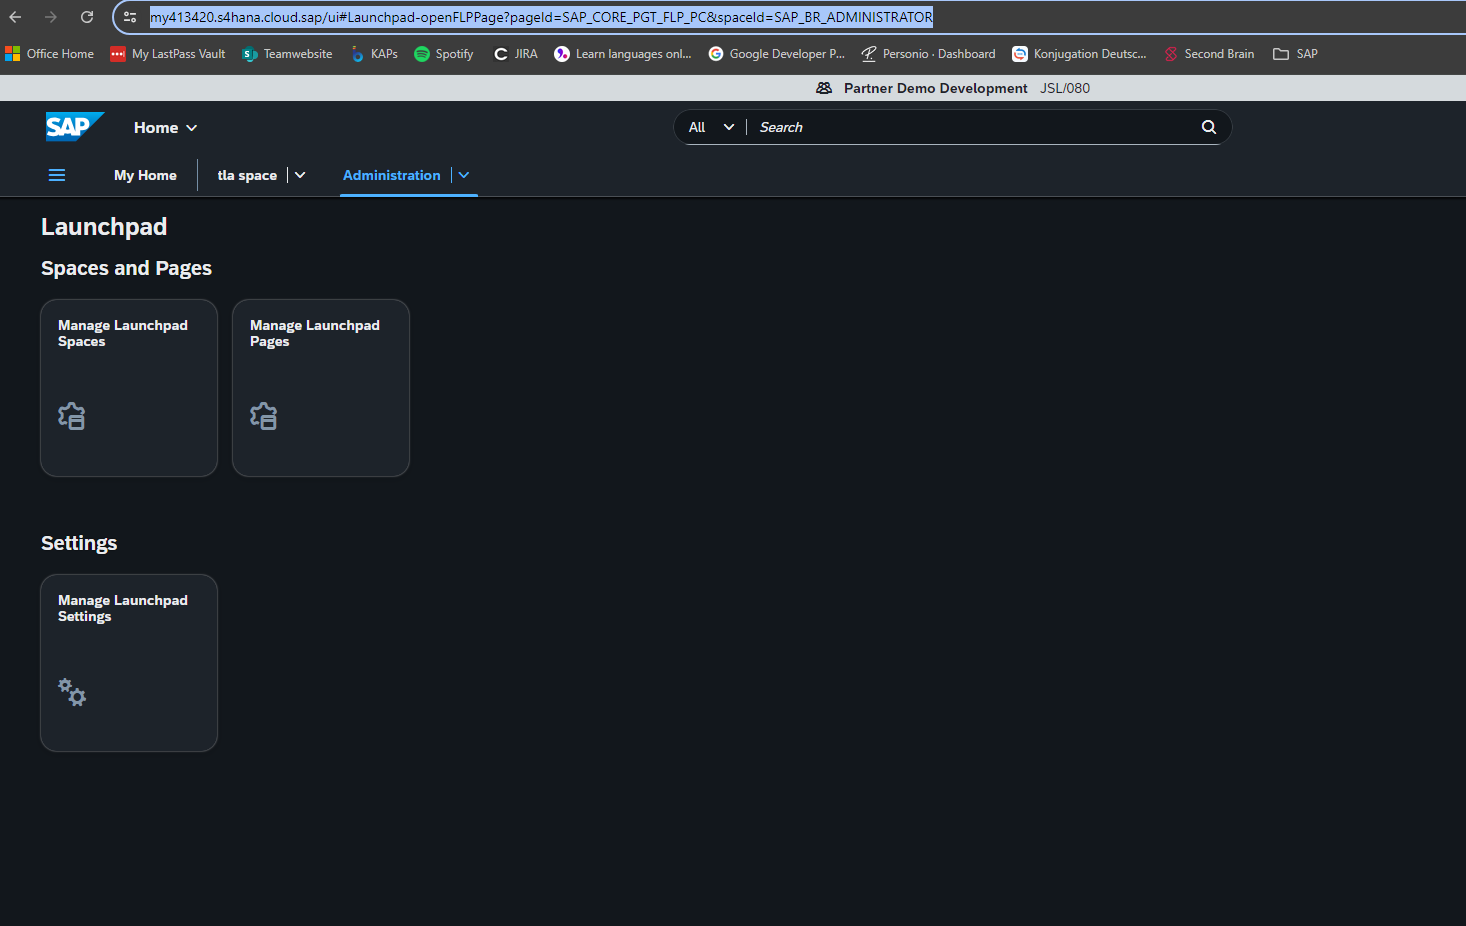 my413420.s4hana.cloud.sap/ui#Launchpad-openFLPPage?pageId=SAP_CORE_PGT_FLP_PC&spaceId=SAP_BR_ADMINISTRATOR
Office Home My LastPass Vault Teamwebsite KAPs Spotify JIRA Learn languages onl... Google Developer P... Personio · Dashboard Konjugation Deutsc... Second Brain SAP
Partner Demo Development JSL/080
SAP Home All Search
My Home tla space Administration
Launchpad
Spaces and Pages
Manage Launchpad Manage Launchpad
Spaces Pages
Settings
Manage Launchpad
Settings